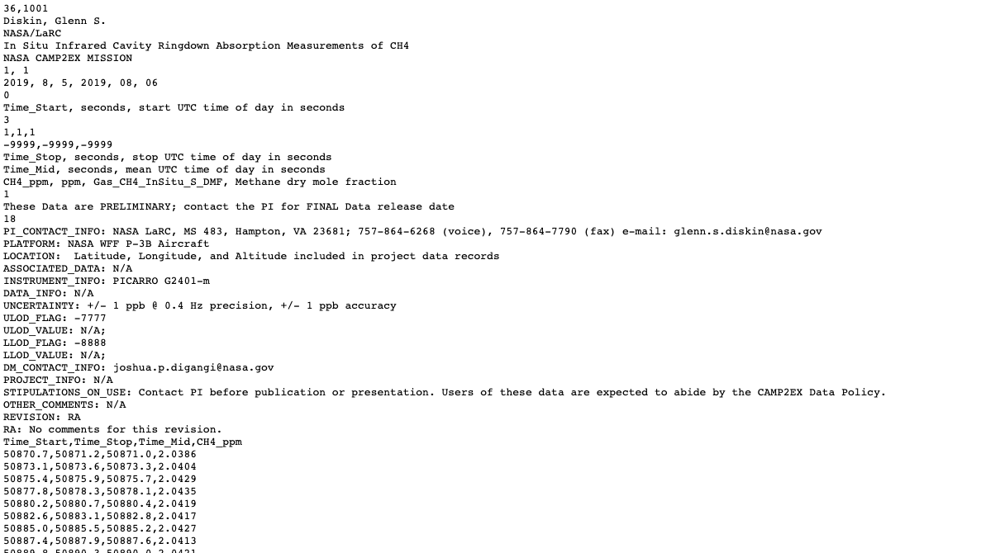 36,1001
Diskin, Glenn S.
NASA/LaRC
In Situ Infrared Cavity Ringdown Absorption Measurements of CH4
NASA CAMP2EX MISSION
1, 1
2019, 8, 5, 2019, 08, 06
0
Time_Start, seconds, start UTC time of day in seconds
3
1,1,1
-9999,-9999,-9999
Time_Stop, seconds, stop UTC time of day in seconds
Time_Mid, seconds, mean UTC time of day in seconds
CH4_ppm, ppm, Gas_CH4_InSitu_S_DMF, Methane dry mole fraction
1
These Data are PRELIMINARY; contact the PI for FINAL Data release date
18
PI_CONTACT_INFO: NASA LaRC, MS 483, Hampton, VA 23681; 757-864-6268 (voice), 757-864-7790 (fax) e-mail: glenn.s.diskin@nasa.gov
PLATFORM: NASA WFF P-3B Aircraft
LOCATION:  Latitude, Longitude, and Altitude included in project data records
ASSOCIATED_DATA: N/A
INSTRUMENT_INFO: PICARRO G2401-m
DATA_INFO: N/A
UNCERTAINTY: +/- 1 ppb @ 0.4 Hz precision, +/- 1 ppb accuracy
ULOD_FLAG: -7777
ULOD_VALUE: N/A;
LLOD_FLAG: -8888
LLOD_VALUE: N/A;
DM_CONTACT_INFO: joshua.p.digangi@nasa.gov
PROJECT_INFO: N/A
STIPULATIONS_ON_USE: Contact PI before publication or presentation. Users of these data are expected to abide by the CAMP2EX Data Policy.
OTHER_COMMENTS: N/A
REVISION: RA
RA: No comments for this revision.
Time_Start,Time_Stop,Time_Mid,CH4_ppm
50870.7,50871.2,50871.0,2.0386
50873.1,50873.6,50873.3,2.0404
50875.4,50875.9,50875.7,2.0429
50877.8,50878.3,50878.1,2.0435
50880.2,50880.7,50880.4,2.0419
50882.6,50883.1,50882.8,2.0417
50885.0,50885.5,50885.2,2.0427
50887.4,50887.9,50887.6,2.0413